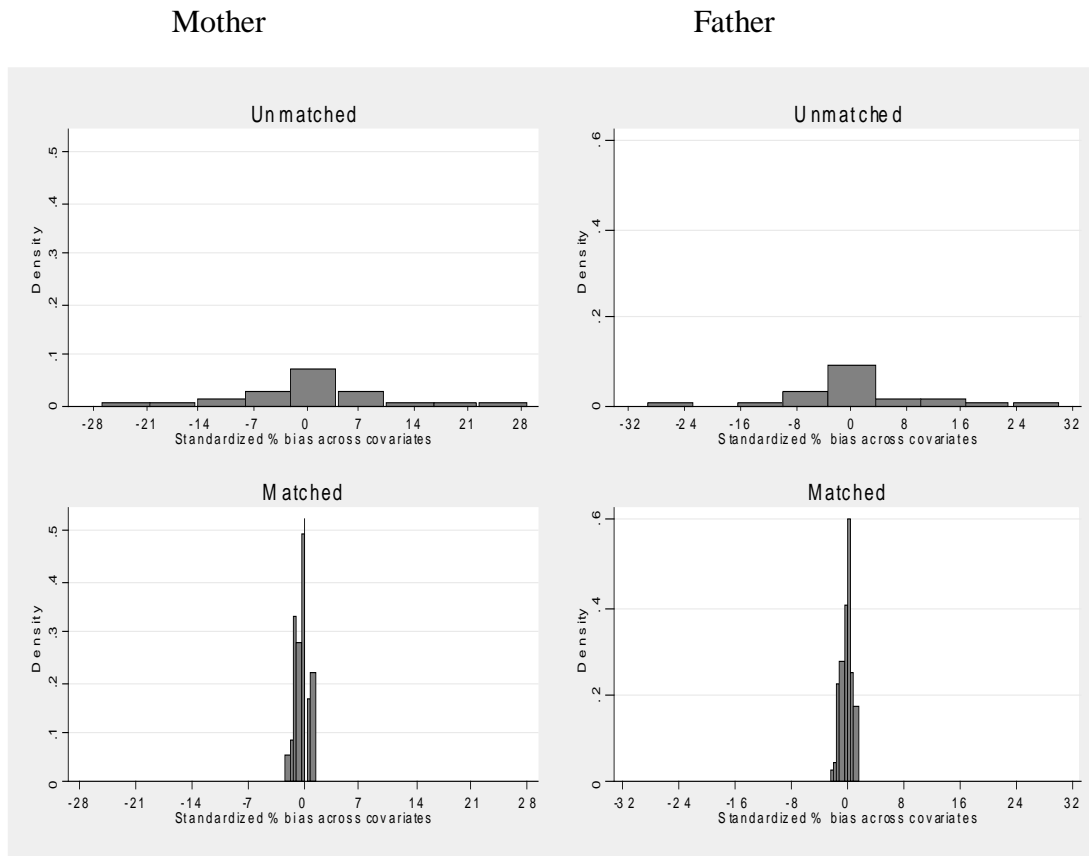 Mother
Father
Unmatched
.5
.4
.3
.2
.1
0
Density
-28 -21 -14 -7 0 7 14 21 28
Standardized % bias across covariates
Unmatched
.6
.4
.2
0
Density
-32 -24 -16 -8 0 8 16 24 32
Standardized % bias across covariates
Matched
.5
.4
.3
.2
.1
0
Density
-28 -21 -14 -7 0 7 14 21 28
Standardized % bias across covariates
Matched
.6
.4
.2
0
Density
-32 -24 -16 -8 0 8 16 24 32
Standardized % bias across covariates